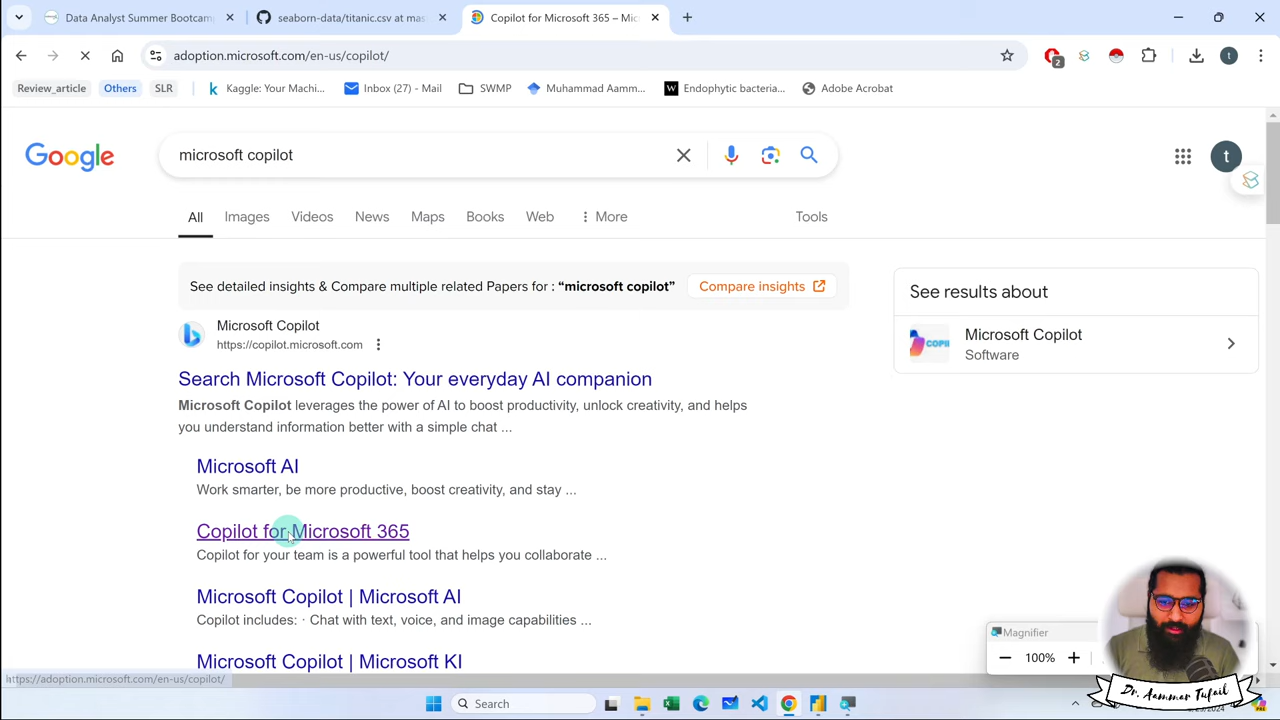 Data Analyst Summer Bootcam
seaborn-data/titanic.csv at mas
Copilot for Microsoft 365 – Mic
adoption.microsoft.com/en-us/copilot/
2
t
Review_article
Others
SLR
Kaggle: Your Machi...
Inbox (27) - Mail
SWMP
Muhammad Aamm...
W
Endophytic bacteria...
Adobe Acrobat
Google
microsoft copilot
t
All
Images
Videos
News
Maps
Books
Web
More
Tools
See detailed insights & Compare multiple related Papers for : “microsoft copilot”
Compare insights
See results about
Microsoft Copilot
Software
Microsoft Copilot
https://copilot.microsoft.com
Search Microsoft Copilot: Your everyday AI companion
Microsoft Copilot leverages the power of AI to boost productivity, unlock creativity, and helps
you understand information better with a simple chat ...
Microsoft AI
Work smarter, be more productive, boost creativity, and stay ...
Copilot for Microsoft 365
Copilot for your team is a powerful tool that helps you collaborate ...
Microsoft Copilot | Microsoft AI
Copilot includes: · Chat with text, voice, and image capabilities ...
Microsoft Copilot | Microsoft KI
Magnifier
100%
https://adoption.microsoft.com/en-us/copilot/
Search
Dr. Aammar Tufail